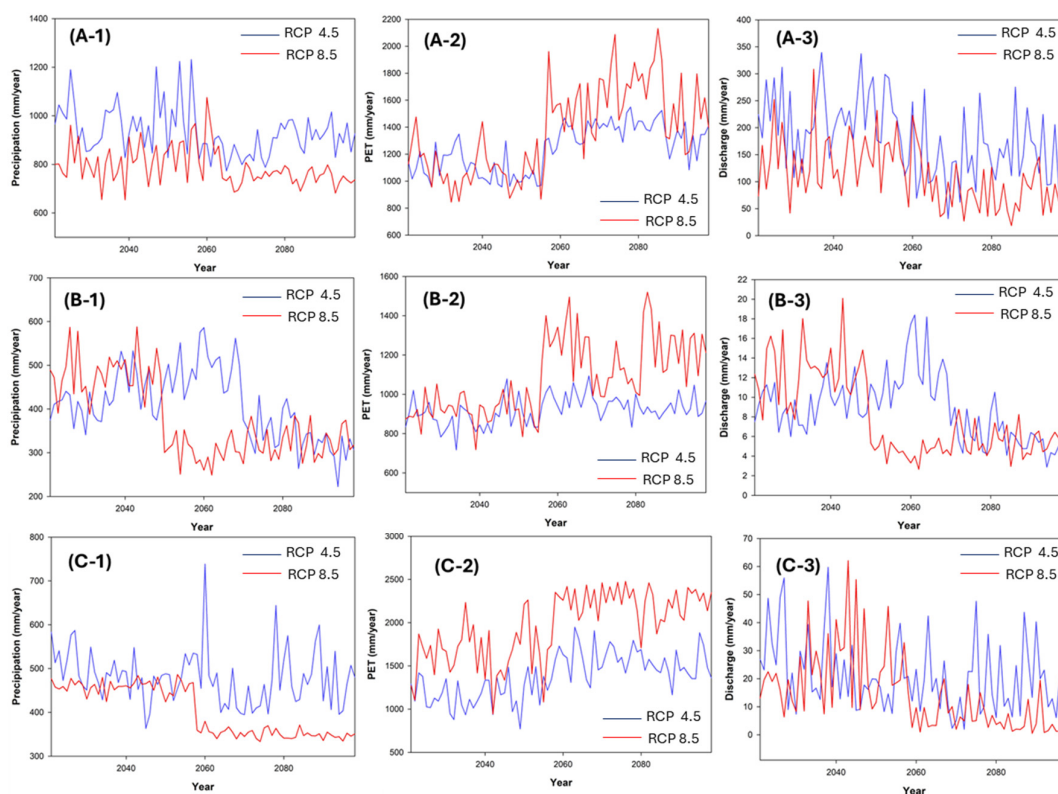 (A-1)
RCP 4.5
RCP 8.5
Precipitation (mm/year)
1400
1200
1000
800
600
2040
2060
2080
Year
(A-2)
RCP 4.5
RCP 8.5
PET (mm/year)
2200
2000
1800
1600
1400
1200
1000
800
600
2040
2060
2080
Year
(A-3)
RCP 4.5
RCP 8.5
Discharge (mm/year)
400
350
300
250
200
150
100
50
0
2040
2060
2080
Year
(B-1)
RCP 4.5
RCP 8.5
Precipitation (mm/year)
700
600
500
400
300
200
2040
2060
2080
Year
(B-2)
RCP 4.5
RCP 8.5
PET (mm/year)
1600
1400
1200
1000
800
600
2040
2060
2080
Year
(B-3)
RCP 4.5
RCP 8.5
Discharge (mm/year)
22
20
18
16
14
12
10
8
6
4
2
0
2040
2060
2080
Year
(C-1)
RCP 4.5
RCP 8.5
Precipitation (mm/year)
800
700
600
500
400
300
2040
2060
2080
Year
(C-2)
RCP 4.5
RCP 8.5
PET (mm/year)
3000
2500
2000
1500
1000
500
2040
2060
2080
Year
(C-3)
RCP 4.5
RCP 8.5
Discharge (mm/year)
70
60
50
40
30
20
10
0
2040
2060
2080
Year